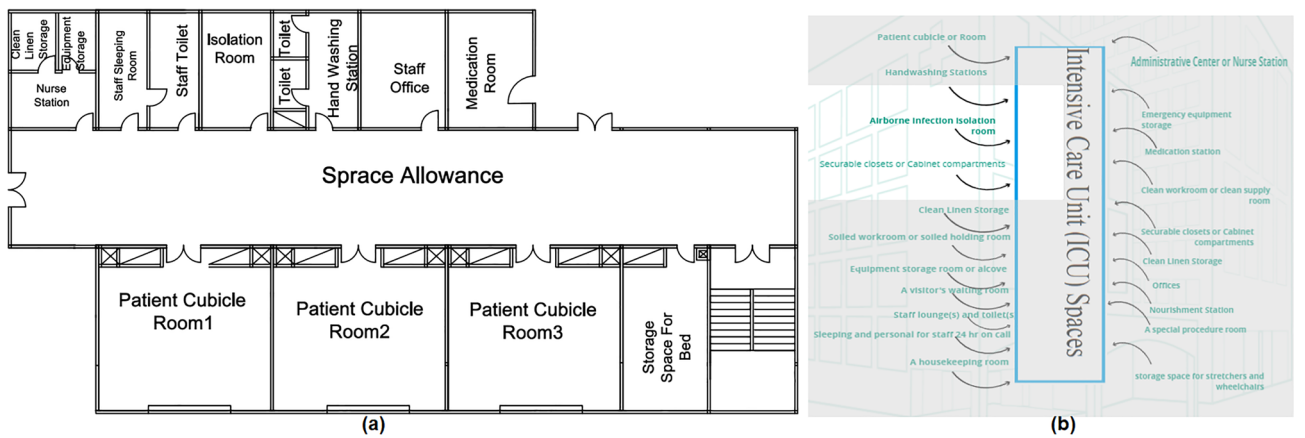 Clean
Linen
Storage
Equipment
Storage
Nurse
Station
Staff Sleeping
Room
Staff Toilet
Isolation
Room
Toilet
Toilet
Hand Washing
Station
Staff
Office
Medication
Room
Sprace Allowance
Patient Cubicle
Room1
Patient Cubicle
Room2
Patient Cubicle
Room3
Storage
Space For
Bed
(a)
Patient cubicle or Room
Handwashing Stations
Airborne Infection Isolation
room
Securable closets or Cabinet compartments
Clean Linen Storage
Soiled workroom or soiled holding room
Equipment storage room or alcove
A visitor's waiting room
Staff lounge(s) and toilet(s
Sleeping and personal for staff 24 hr on call
A housekeeping room
Intensive Care Unit (ICU) Spaces
Administrative Center or Nurse Station
Emergency equipment
storage
Medication station
Clean workroom or clean supply
room
Securable closets or Cabinet
compartments
Clean Linen Storage
Offices
Nourishment Station
A special procedure room
storage space for stretchers and
wheelchairs
(b)